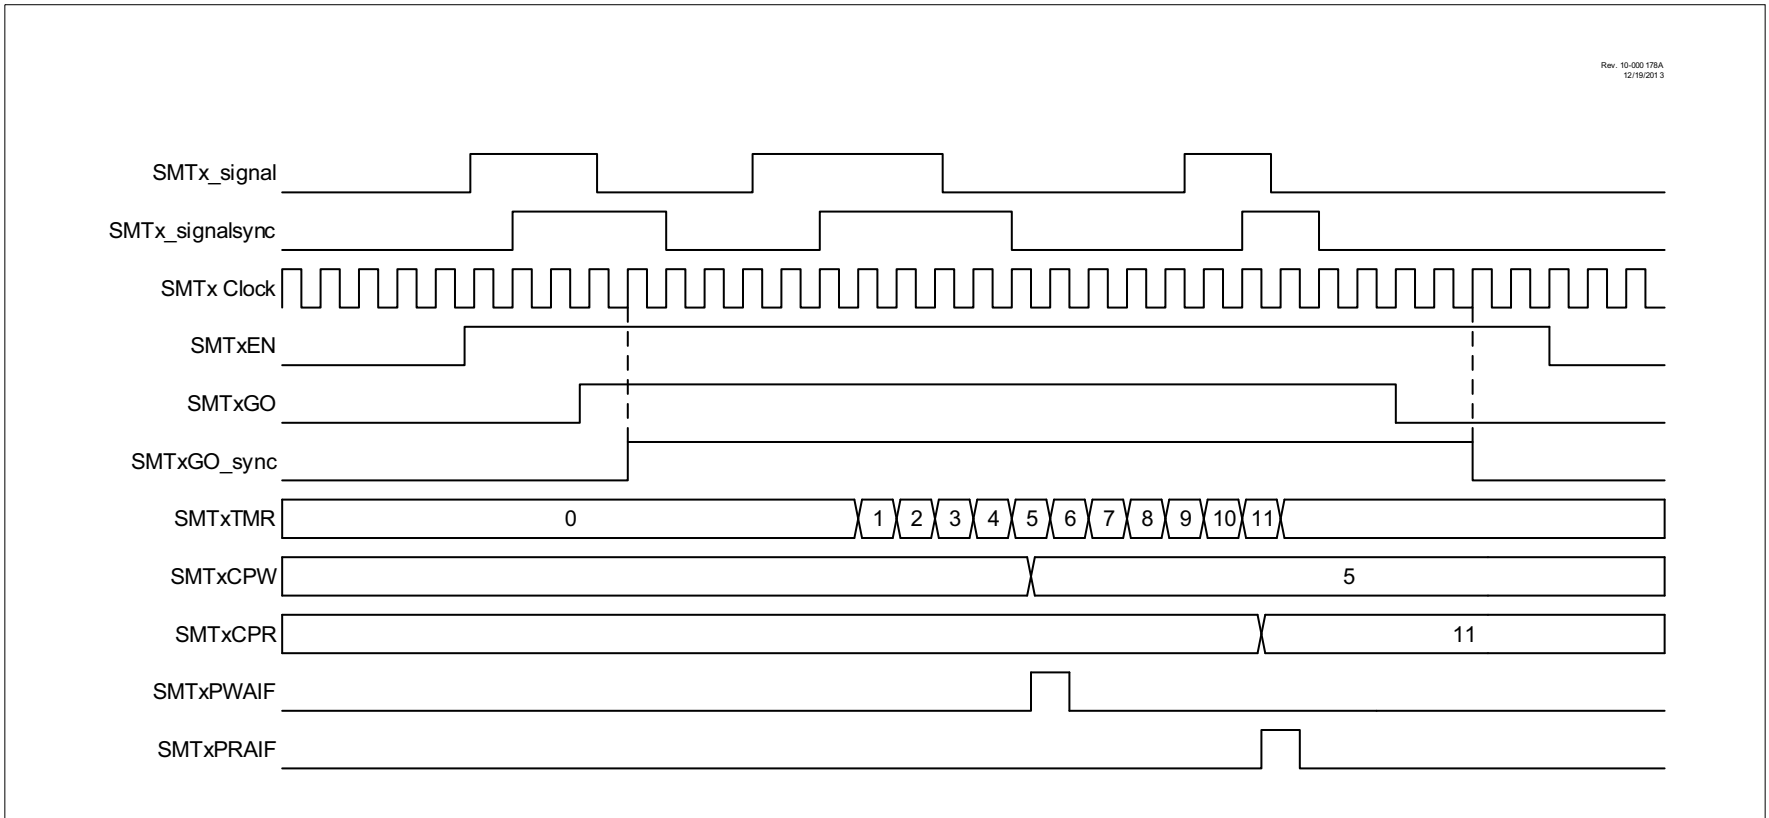 Rev. 10-000 178A
12/19/201 3
SMTx_signal
SMTx_signalsync
SMTx Clock
SMTxEN
SMTxGO
SMTxGO_sync
SMTxTMR 0 1 2 3 4 5 6 7 8 9 10 11
SMTxCPW 5
SMTxCPR 11
SMTxPWAIF
SMTxPRAIF